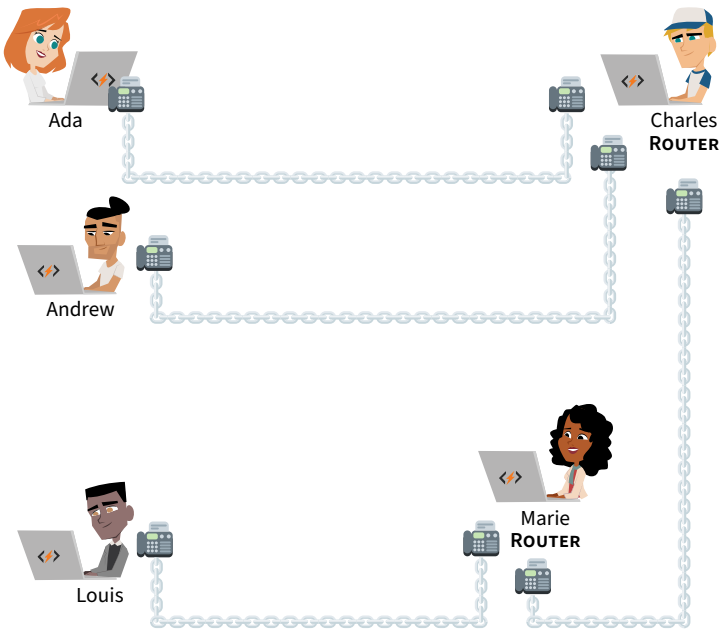 Ada
Charles
ROUTER
Andrew
Marie
ROUTER
Louis